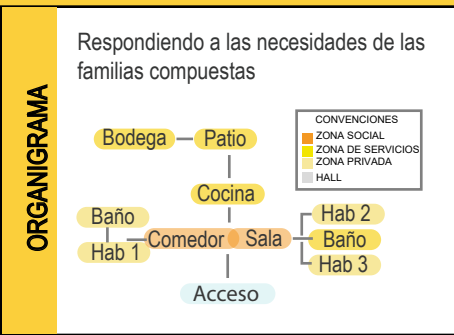 ORGANIGRAMA
Respondiendo a las necesidades de las
familias compuestas
CONVENCIONES
ZONA SOCIAL
ZONA DE SERVICIOS
ZONA PRIVADA
HALL
Bodega Patio
Cocina
Baño
Hab 1
Comedor Sala
Hab 2
Baño
Hab 3
Acceso